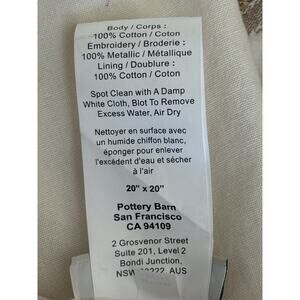 Body / Corps :
100% Cotton / Coton
Embroidery / Broderie :
100% Metallic / Métallique
Lining / Doublure :
100% Cotton / Coton
Spot Clean with A Damp
White Cloth, Blot To Remove
Excess Water, Air Dry
Nettoyer en surface avec
un humide chiffon blanc,
éponger pour enlever
l'excédent d'eau et sécher
à l'air
20" x 20"
Pottery Barn
San Francisco
CA 94109
2 Grosvenor Street
Suite 201, Level 2
Bondi Junction,
NSW 2022 AUS